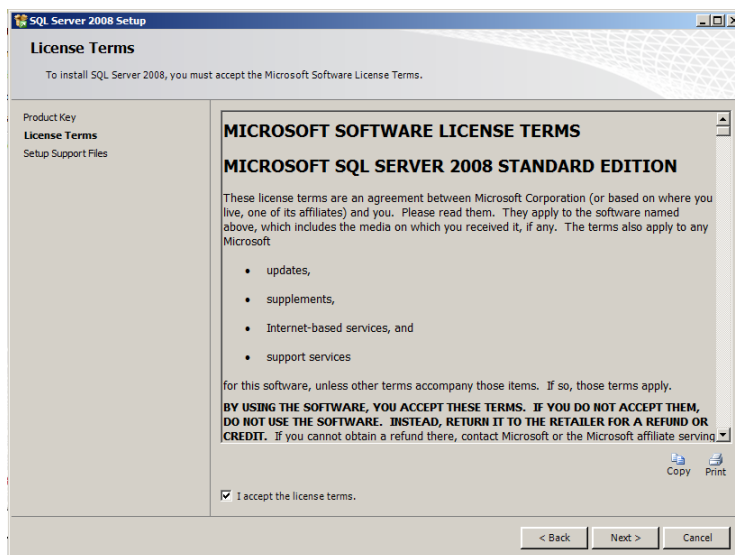 SQL Server 2008 Setup
License Terms
To install SQL Server 2008, you must accept the Microsoft Software License Terms.
Product Key
License Terms
Setup Support Files
MICROSOFT SOFTWARE LICENSE TERMS
MICROSOFT SQL SERVER 2008 STANDARD EDITION
These license terms are an agreement between Microsoft Corporation (or based on where you
live, one of its affiliates) and you.  Please read them.  They apply to the software named
above, which includes the media on which you received it, if any.  The terms also apply to any
Microsoft
• updates,
• supplements,
• Internet-based services, and
• support services
for this software, unless other terms accompany those items.  If so, those terms apply.
BY USING THE SOFTWARE, YOU ACCEPT THESE TERMS.  IF YOU DO NOT ACCEPT THEM,
DO NOT USE THE SOFTWARE.  INSTEAD, RETURN IT TO THE RETAILER FOR A REFUND OR
CREDIT.  If you cannot obtain a refund there, contact Microsoft or the Microsoft affiliate serving
Copy Print
I accept the license terms.
< Back Next > Cancel